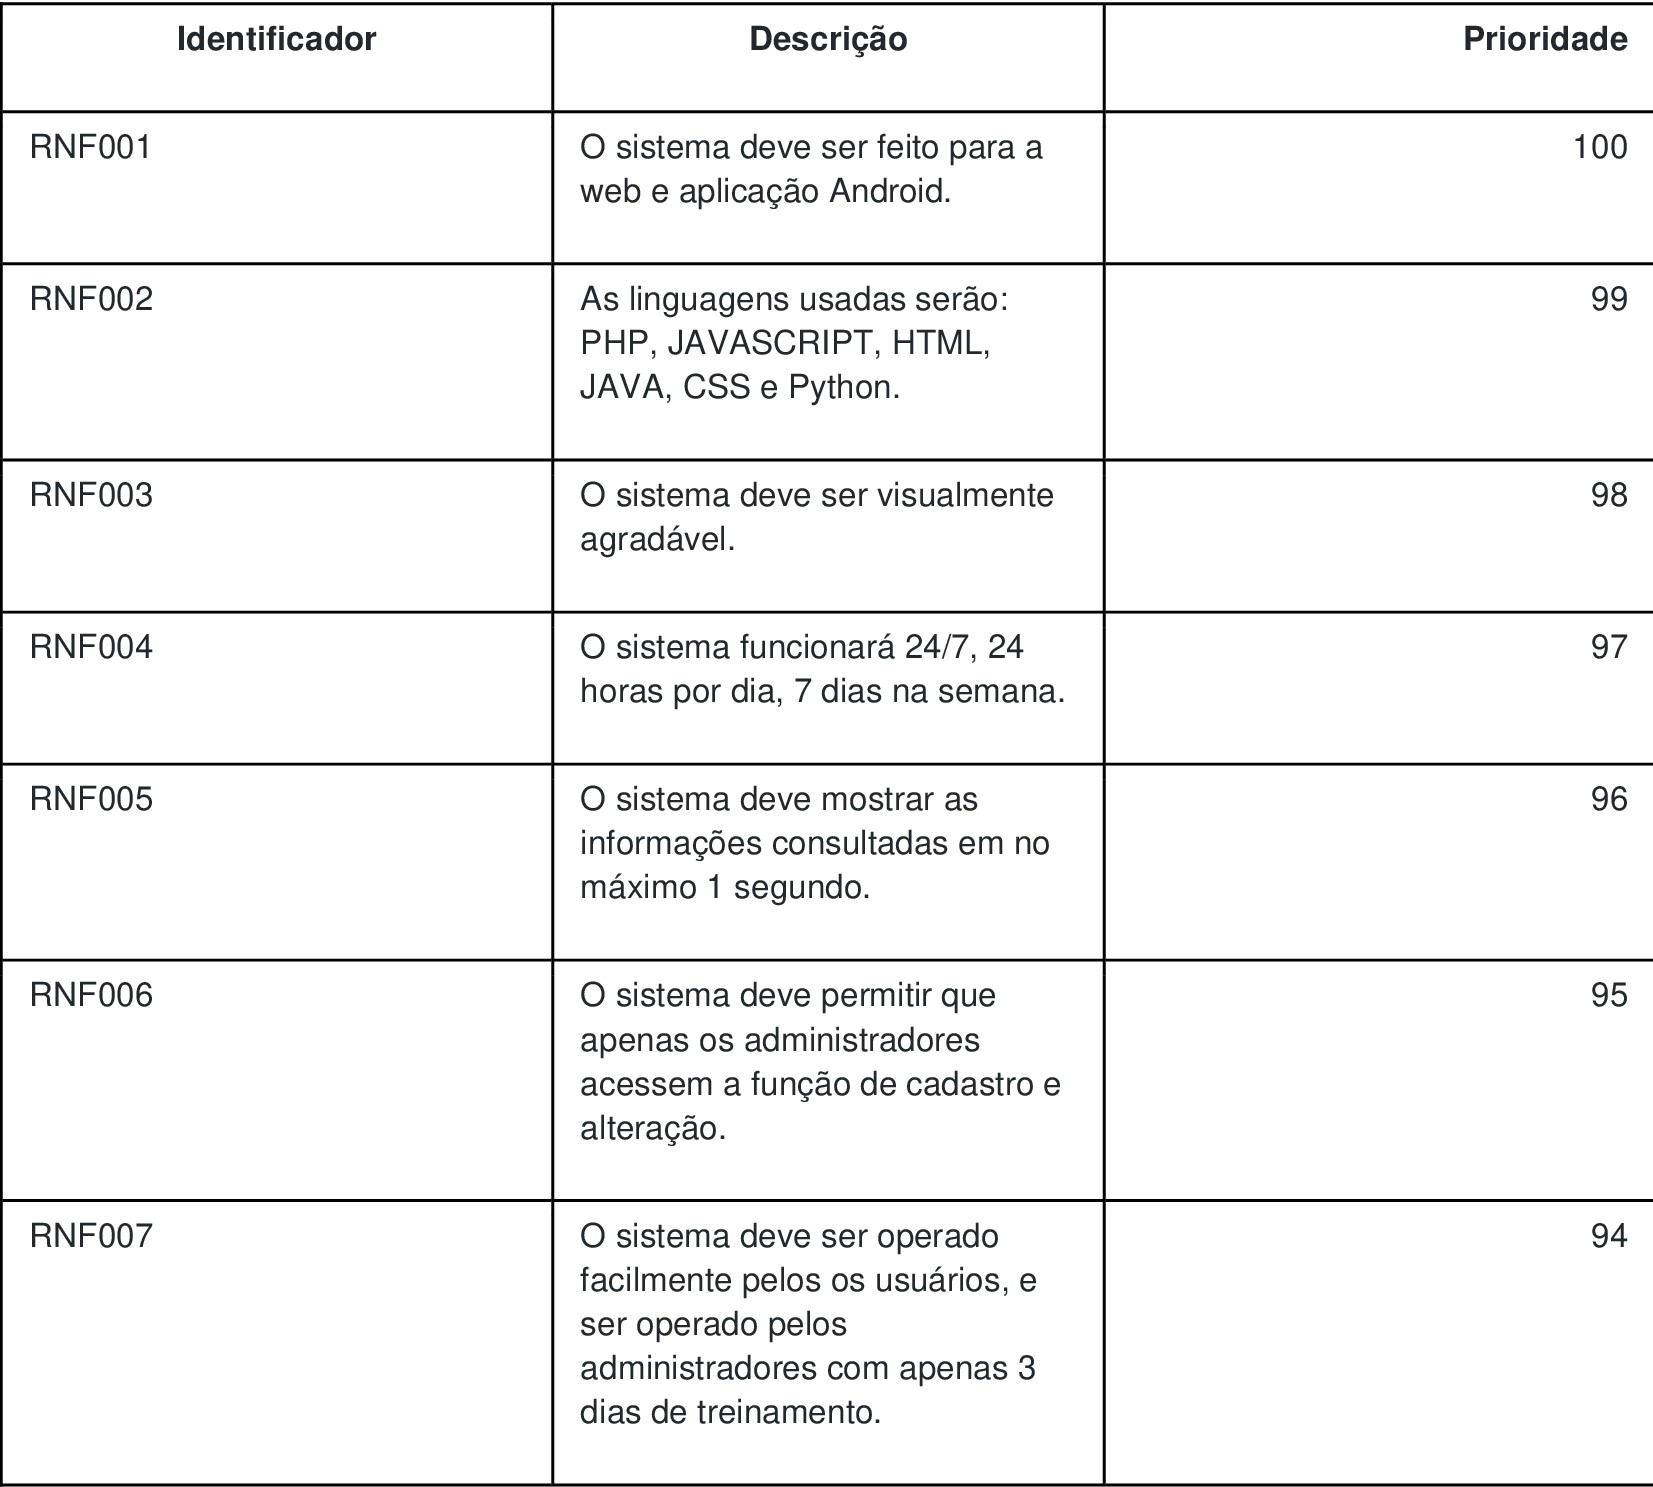 Identificador Descrição Prioridade
RNF001 O sistema deve ser feito para a 100
web e aplicação Android.
RNF002 As linguagens usadas serão: 99
PHP, JAVASCRIPT, HTML,
JAVA, CSS e Python.
RNF003 O sistema deve ser visualmente 98
agradável.
RNF004 O sistema funcionará 24/7, 24 97
horas por dia, 7 dias na semana.
RNF005 O sistema deve mostrar as 96
informações consultadas em no
máximo 1 segundo.
RNF006 O sistema deve permitir que 95
apenas os administradores
acessem a função de cadastro e
alteração.
RNF007 O sistema deve ser operado 94
facilmente pelos os usuários, e
ser operado pelos
administradores com apenas 3
dias de treinamento.